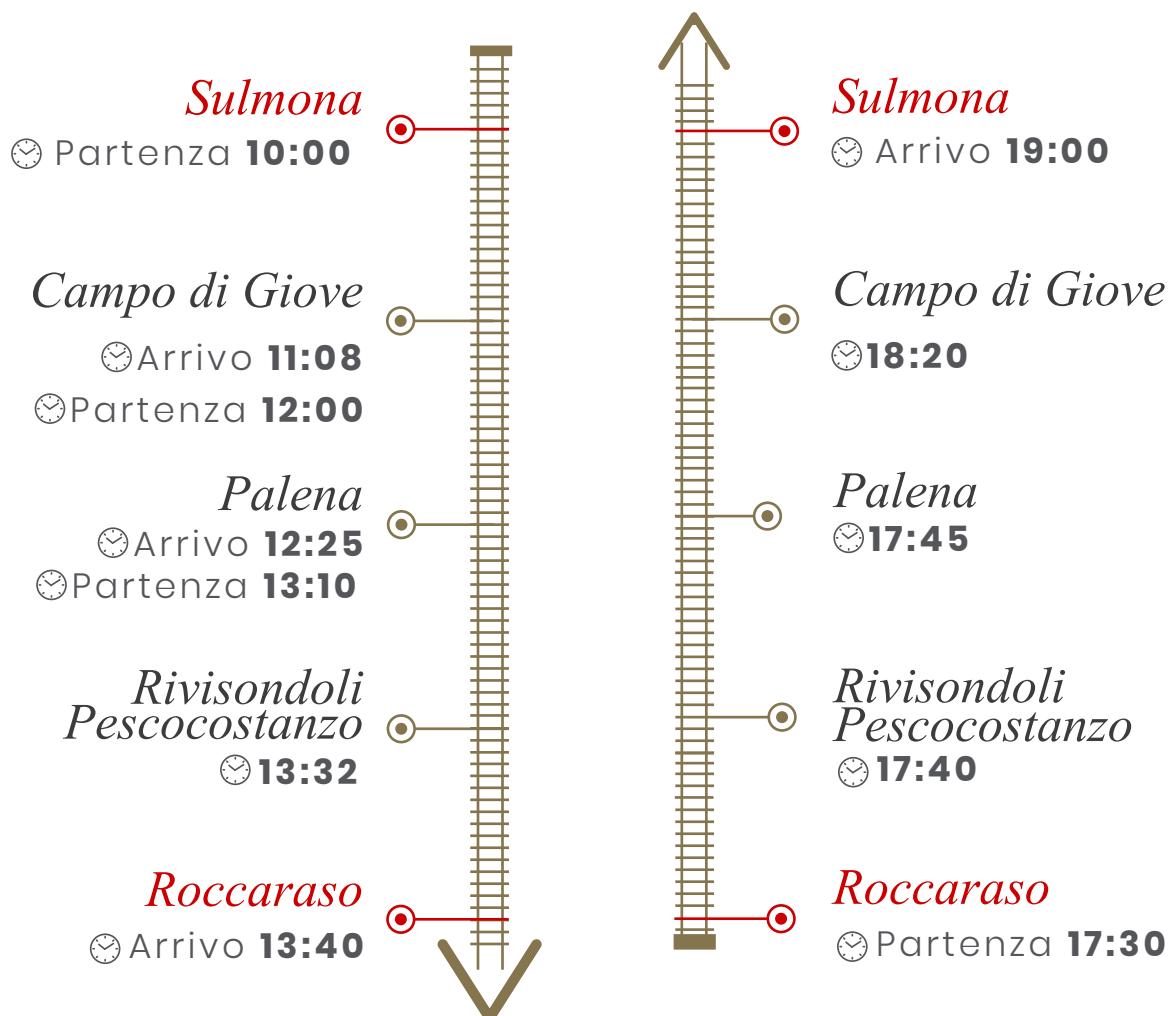 Sulmona
Partenza 10:00
Campo di Giove
Arrivo 11:08
Partenza 12:00
Palena
Arrivo 12:25
Partenza 13:10
Rivisondoli
Pescocostanzo
13:32
Roccaraso
Arrivo 13:40
Sulmona
Arrivo 19:00
Campo di Giove
18:20
Palena
17:45
Rivisondoli
Pescocostanzo
17:40
Roccaraso
Partenza 17:30